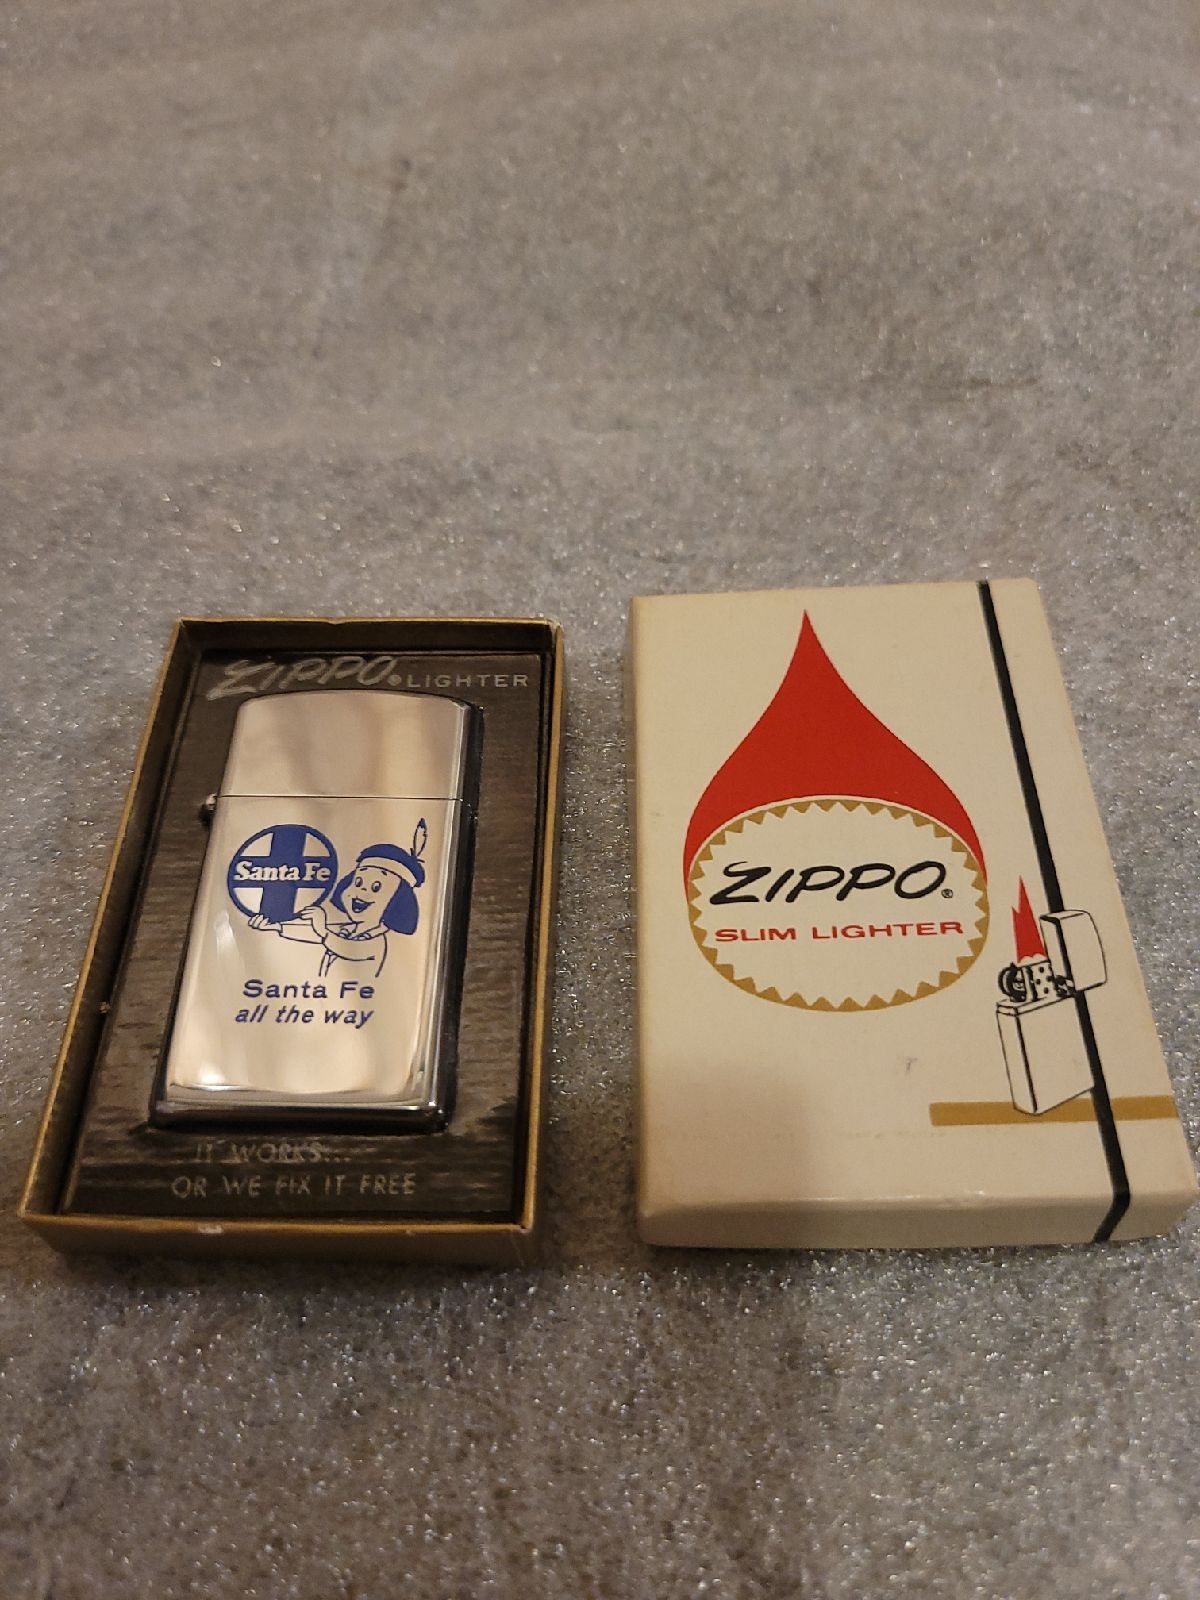 ZIPPO® LIGHTER
Santa Fe
Santa Fe
all the way
IT WORKS...
OR WE FIX IT FREE
ZIPPO®
SLIM LIGHTER